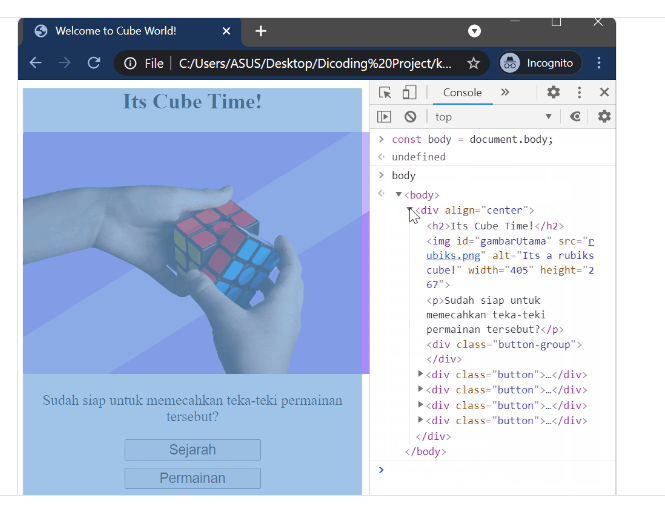 Welcome to Cube World!
File | C:/Users/ASUS/Desktop/Dicoding%20Project/k...
Incognito
Its Cube Time!
Sudah siap untuk memecahkan teka-teki permainan
tersebut?
Sejarah
Permainan
Console
top
const body = document.body;
undefined
body
<body>
<div align="center">
<h2>Its Cube Time!</h2>
<img id="gambarUtama" src="r
ubiks.png" alt="Its a rubiks
cube!" width="405" height="2
67">
<p>Sudah siap untuk
memecahkan teka-teki
permainan tersebut?</p>
<div class="button-group">
</div>
<div class="button">…</div>
<div class="button">…</div>
<div class="button">…</div>
<div class="button">…</div>
</div>
</body>